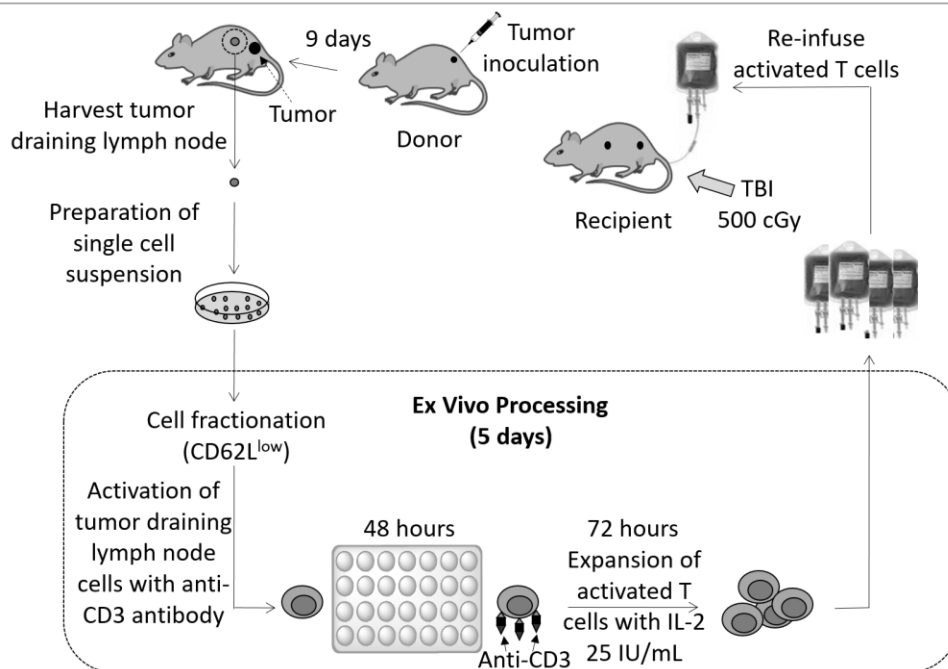 9 days
Tumor
inoculation
Tumor
Donor
Harvest tumor
draining lymph node
Preparation of
single cell
suspension
Re-infuse
activated T cells
Recipient
TBI
500 cGy
Ex Vivo Processing
(5 days)
Cell fractionation
(CD62Llow)
Activation of
tumor draining
lymph node
cells with anti-
CD3 antibody
48 hours
Anti-CD3
72 hours
Expansion of
activated T
cells with IL-2
25 IU/mL